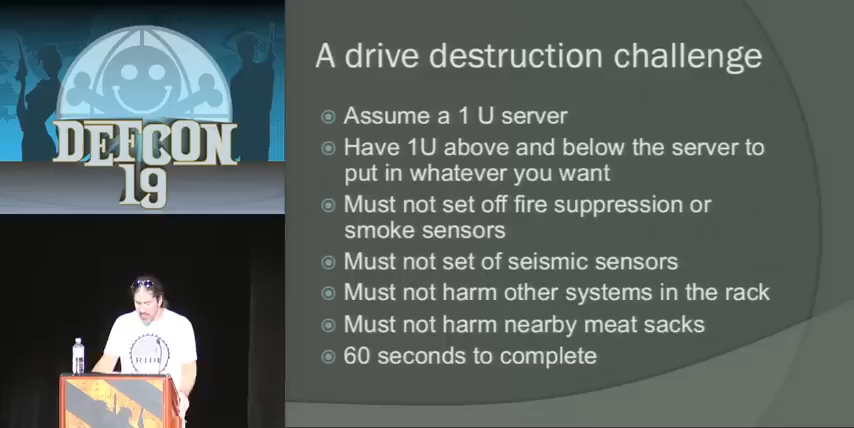 DEFCON
19
RIDE
A drive destruction challenge
Assume a 1 U server
Have 1U above and below the server to
put in whatever you want
Must not set off fire suppression or
smoke sensors
Must not set of seismic sensors
Must not harm other systems in the rack
Must not harm nearby meat sacks
60 seconds to complete